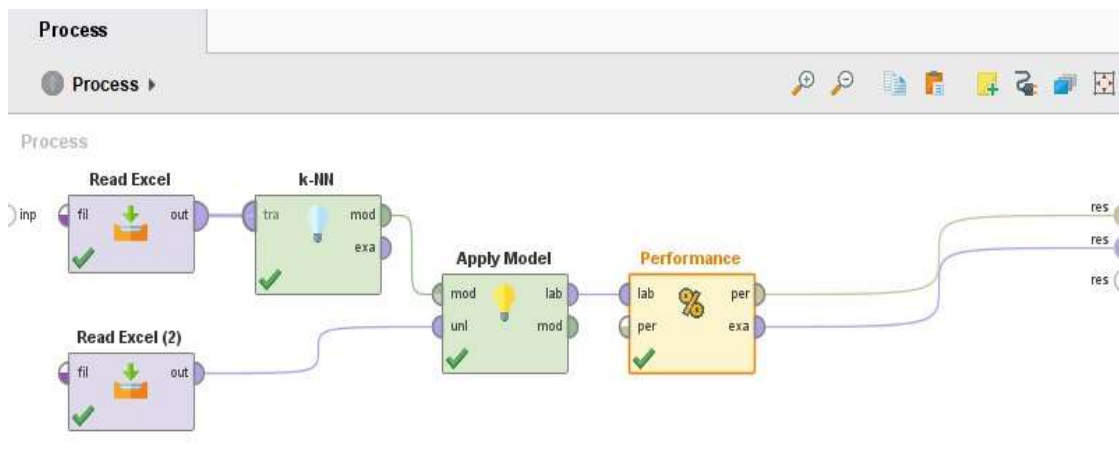 Process
Process
Process
Read Excel
k-NN
inp
fil
out
tra
mod
res
exa
res
Apply Model
Performance
res
mod
lab
lab
%
per
Read Excel (2)
unl
mod
per
exa
fil
out